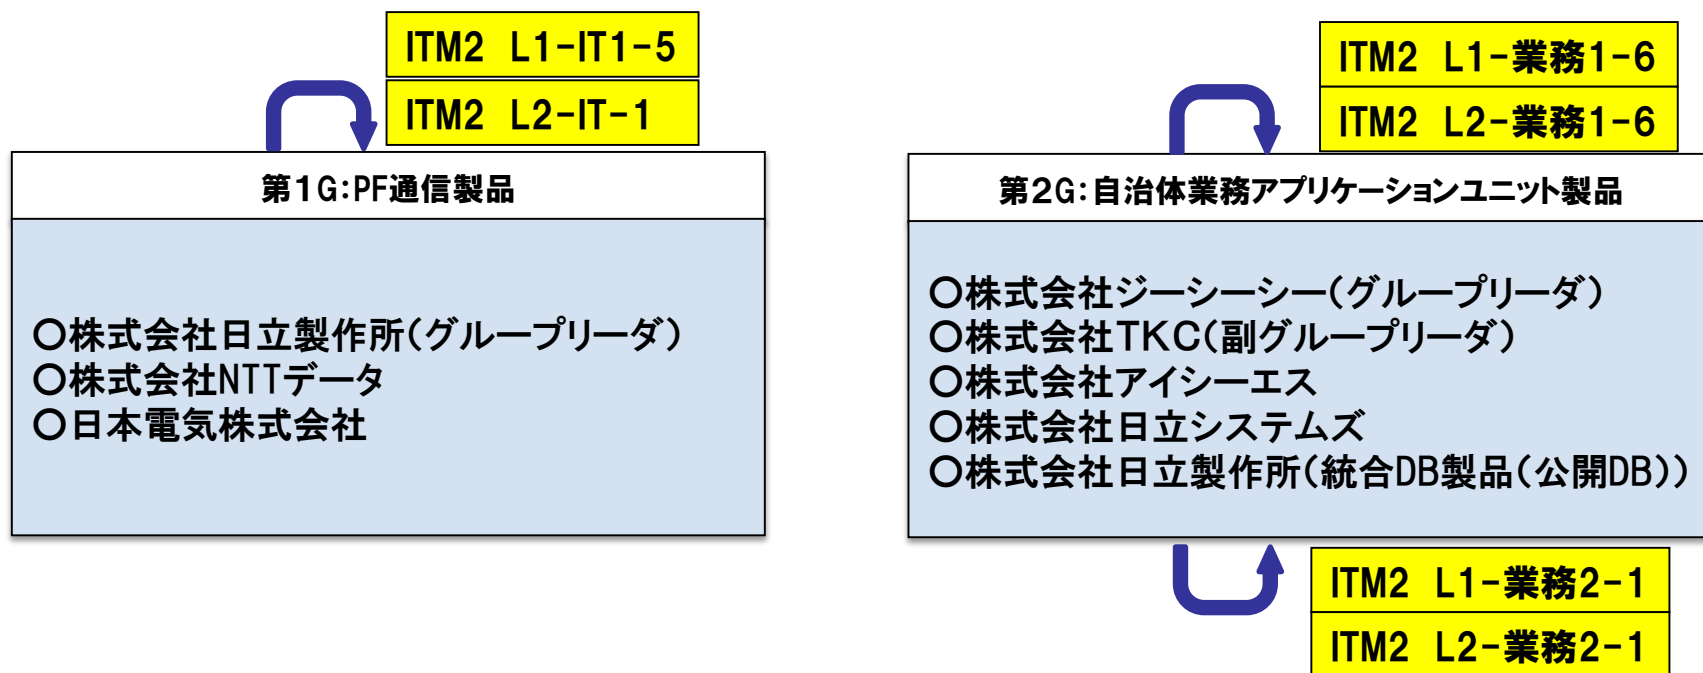 ITM2 L1-IT1-5
ITM2 L2-IT-1
第1G:PF通信製品
○株式会社日立製作所(グループリーダ)
○株式会社NTTデータ
○日本電気株式会社
ITM2 L1-業務1-6
ITM2 L2-業務1-6
第2G:自治体業務アプリケーションユニット製品
○株式会社ジーシーシー(グループリーダ)
○株式会社TKC(副グループリーダ)
○株式会社アイシーエス
○株式会社日立システムズ
○株式会社日立製作所(統合DB製品(公開DB))
ITM2 L1-業務2-1
ITM2 L2-業務2-1